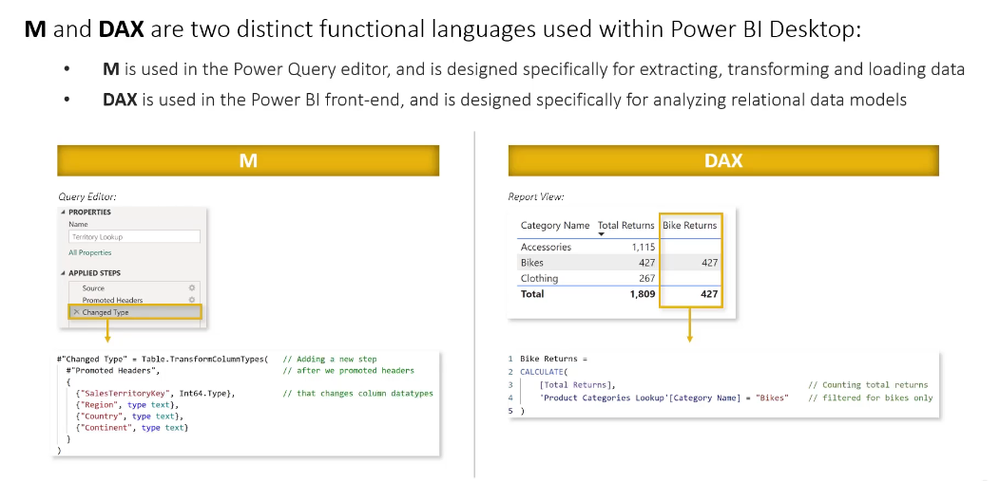 M and DAX are two distinct functional languages used within Power BI Desktop:
• M is used in the Power Query editor, and is designed specifically for extracting, transforming and loading data
• DAX is used in the Power BI front-end, and is designed specifically for analyzing relational data models
M
Query Editor:
PROPERTIES
Name
Territory Lookup
All Properties
APPLIED STEPS
Source
Promoted Headers
Changed Type
#"Changed Type" = Table.TransformColumnTypes( // Adding a new step
#"Promoted Headers", // after we promoted headers
{
{"SalesTerritoryKey", Int64.Type}, // that changes column datatypes
{"Region", type text},
{"Country", type text},
{"Continent", type text}
}
)
DAX
Report View:
Category Name Total Returns Bike Returns
Accessories 1,115
Bikes 427 427
Clothing 267
Total 1,809 427
1 Bike Returns =
2 CALCULATE(
3 [Total Returns], // Counting total returns
4 'Product Categories Lookup'[Category Name] = "Bikes" // filtered for bikes only
5 )